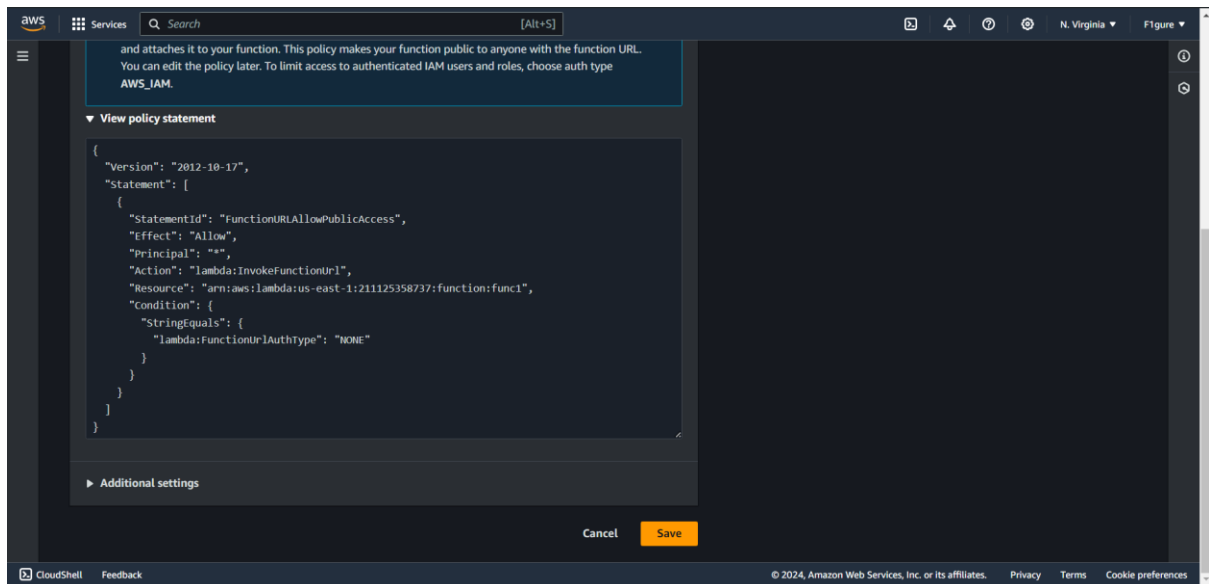 aws Services Search [Alt+S] N. Virginia ▼ F1gure ▼
and attaches it to your function. This policy makes your function public to anyone with the function URL.
You can edit the policy later. To limit access to authenticated IAM users and roles, choose auth type
AWS_IAM.
▼ View policy statement
{
  "Version": "2012-10-17",
  "Statement": [
    {
      "StatementId": "FunctionURLAllowPublicAccess",
      "Effect": "Allow",
      "Principal": "*",
      "Action": "lambda:InvokeFunctionUrl",
      "Resource": "arn:aws:lambda:us-east-1:211125358737:function:func1",
      "Condition": {
        "StringEquals": {
          "lambda:FunctionUrlAuthType": "NONE"
        }
      }
    }
  ]
}
▶ Additional settings
Cancel Save
CloudShell Feedback © 2024, Amazon Web Services, Inc. or its affiliates. Privacy Terms Cookie preferences